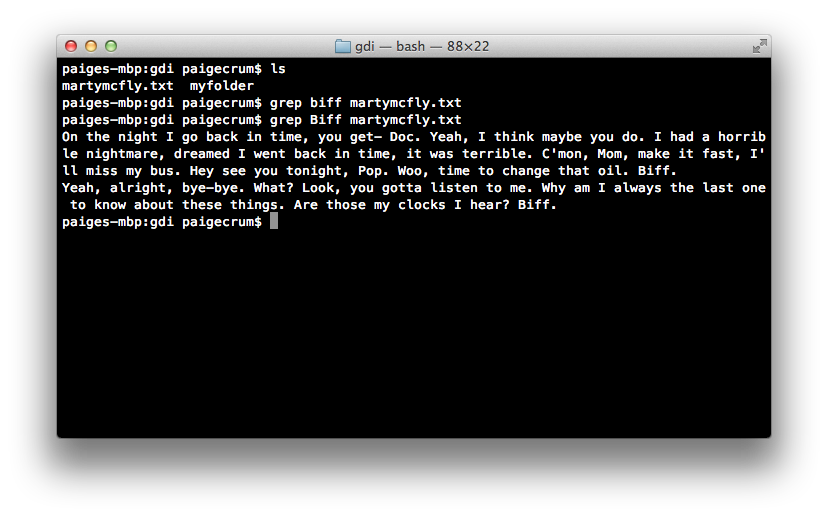 gdi — bash — 88×22
paiges-mbp:gdi paigecrum$ ls
martymcfly.txt  myfolder
paiges-mbp:gdi paigecrum$ grep biff martymcfly.txt
paiges-mbp:gdi paigecrum$ grep Biff martymcfly.txt
On the night I go back in time, you get- Doc. Yeah, I think maybe you do. I had a horrib
le nightmare, dreamed I went back in time, it was terrible. C'mon, Mom, make it fast, I'
ll miss my bus. Hey see you tonight, Pop. Woo, time to change that oil. Biff.
Yeah, alright, bye-bye. What? Look, you gotta listen to me. Why am I always the last one
 to know about these things. Are those my clocks I hear? Biff.
paiges-mbp:gdi paigecrum$